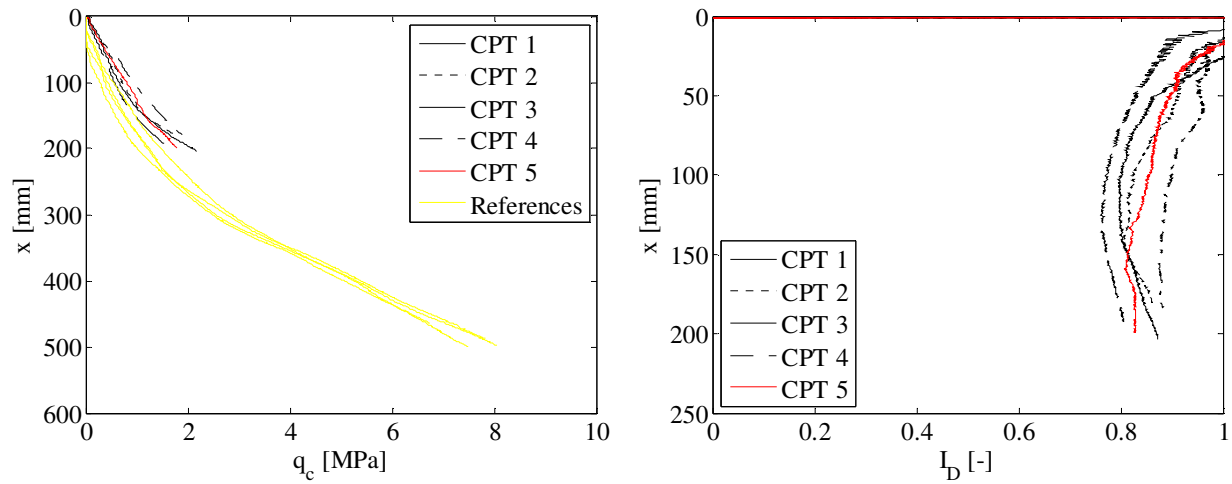 0
100
200
300
400
500
600
x [mm]
0
2
4
6
8
10
q_c [MPa]
CPT 1
CPT 2
CPT 3
CPT 4
CPT 5
References
0
50
100
150
200
250
x [mm]
0
0.2
0.4
0.6
0.8
1
I_D [-]
CPT 1
CPT 2
CPT 3
CPT 4
CPT 5